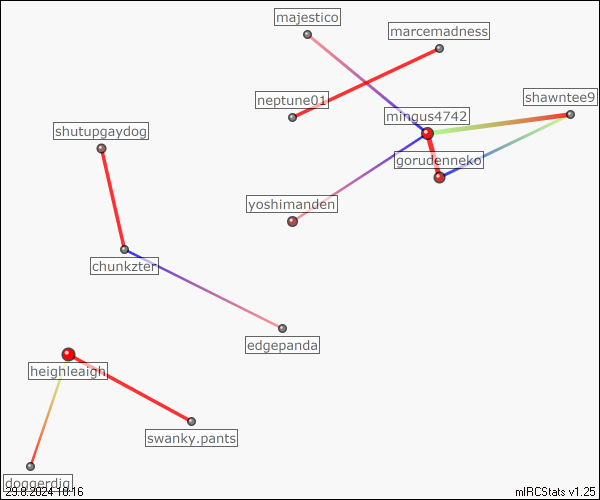 majestico
marcemadness
neptune01
shawntee9
mingus4742
shutupgaydog
gorudenneko
yoshimanden
chunkzter
edgepanda
heighleaigh
swanky.pants
doggerdig
29.8.2024 10:16
mIRCStats v1.25